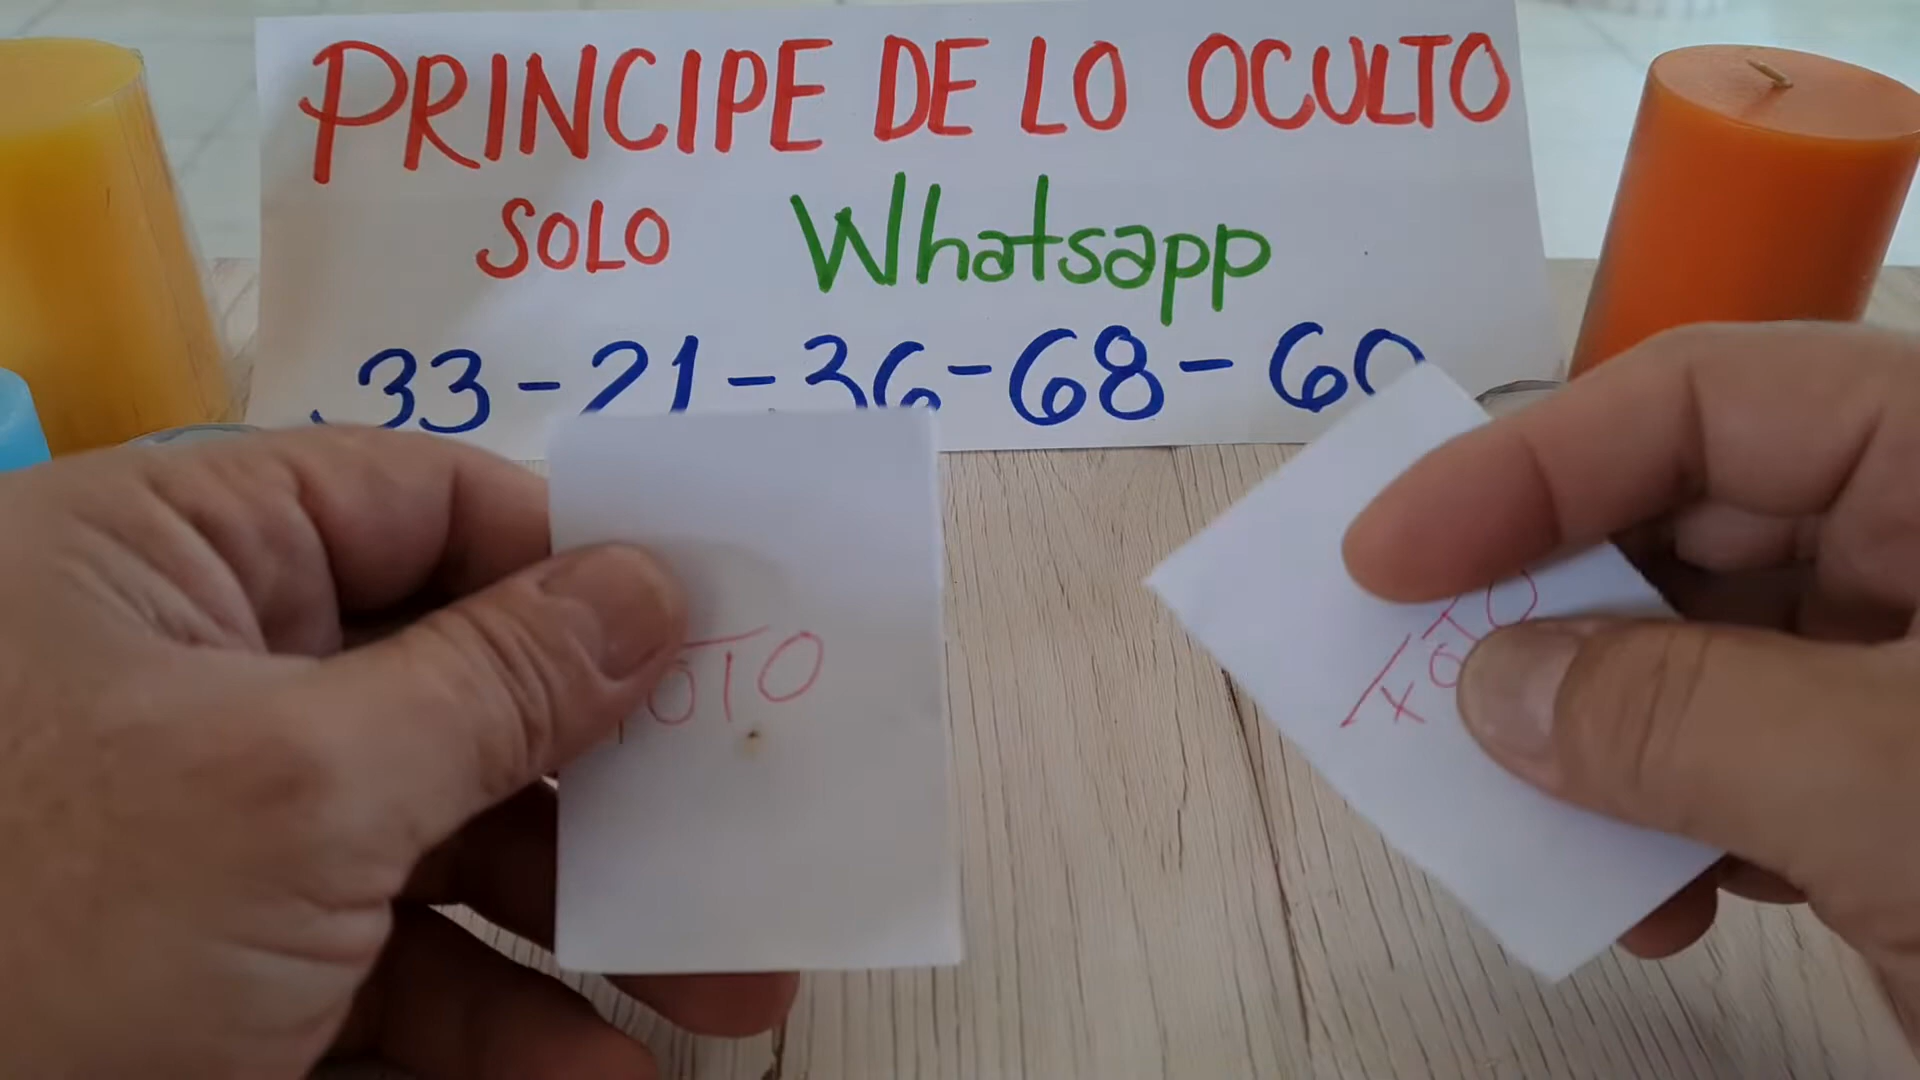 PRINCIPE DE LO OCULTO
SOLO Whatsapp
33-21-36-68-60
FOTO
FOTO